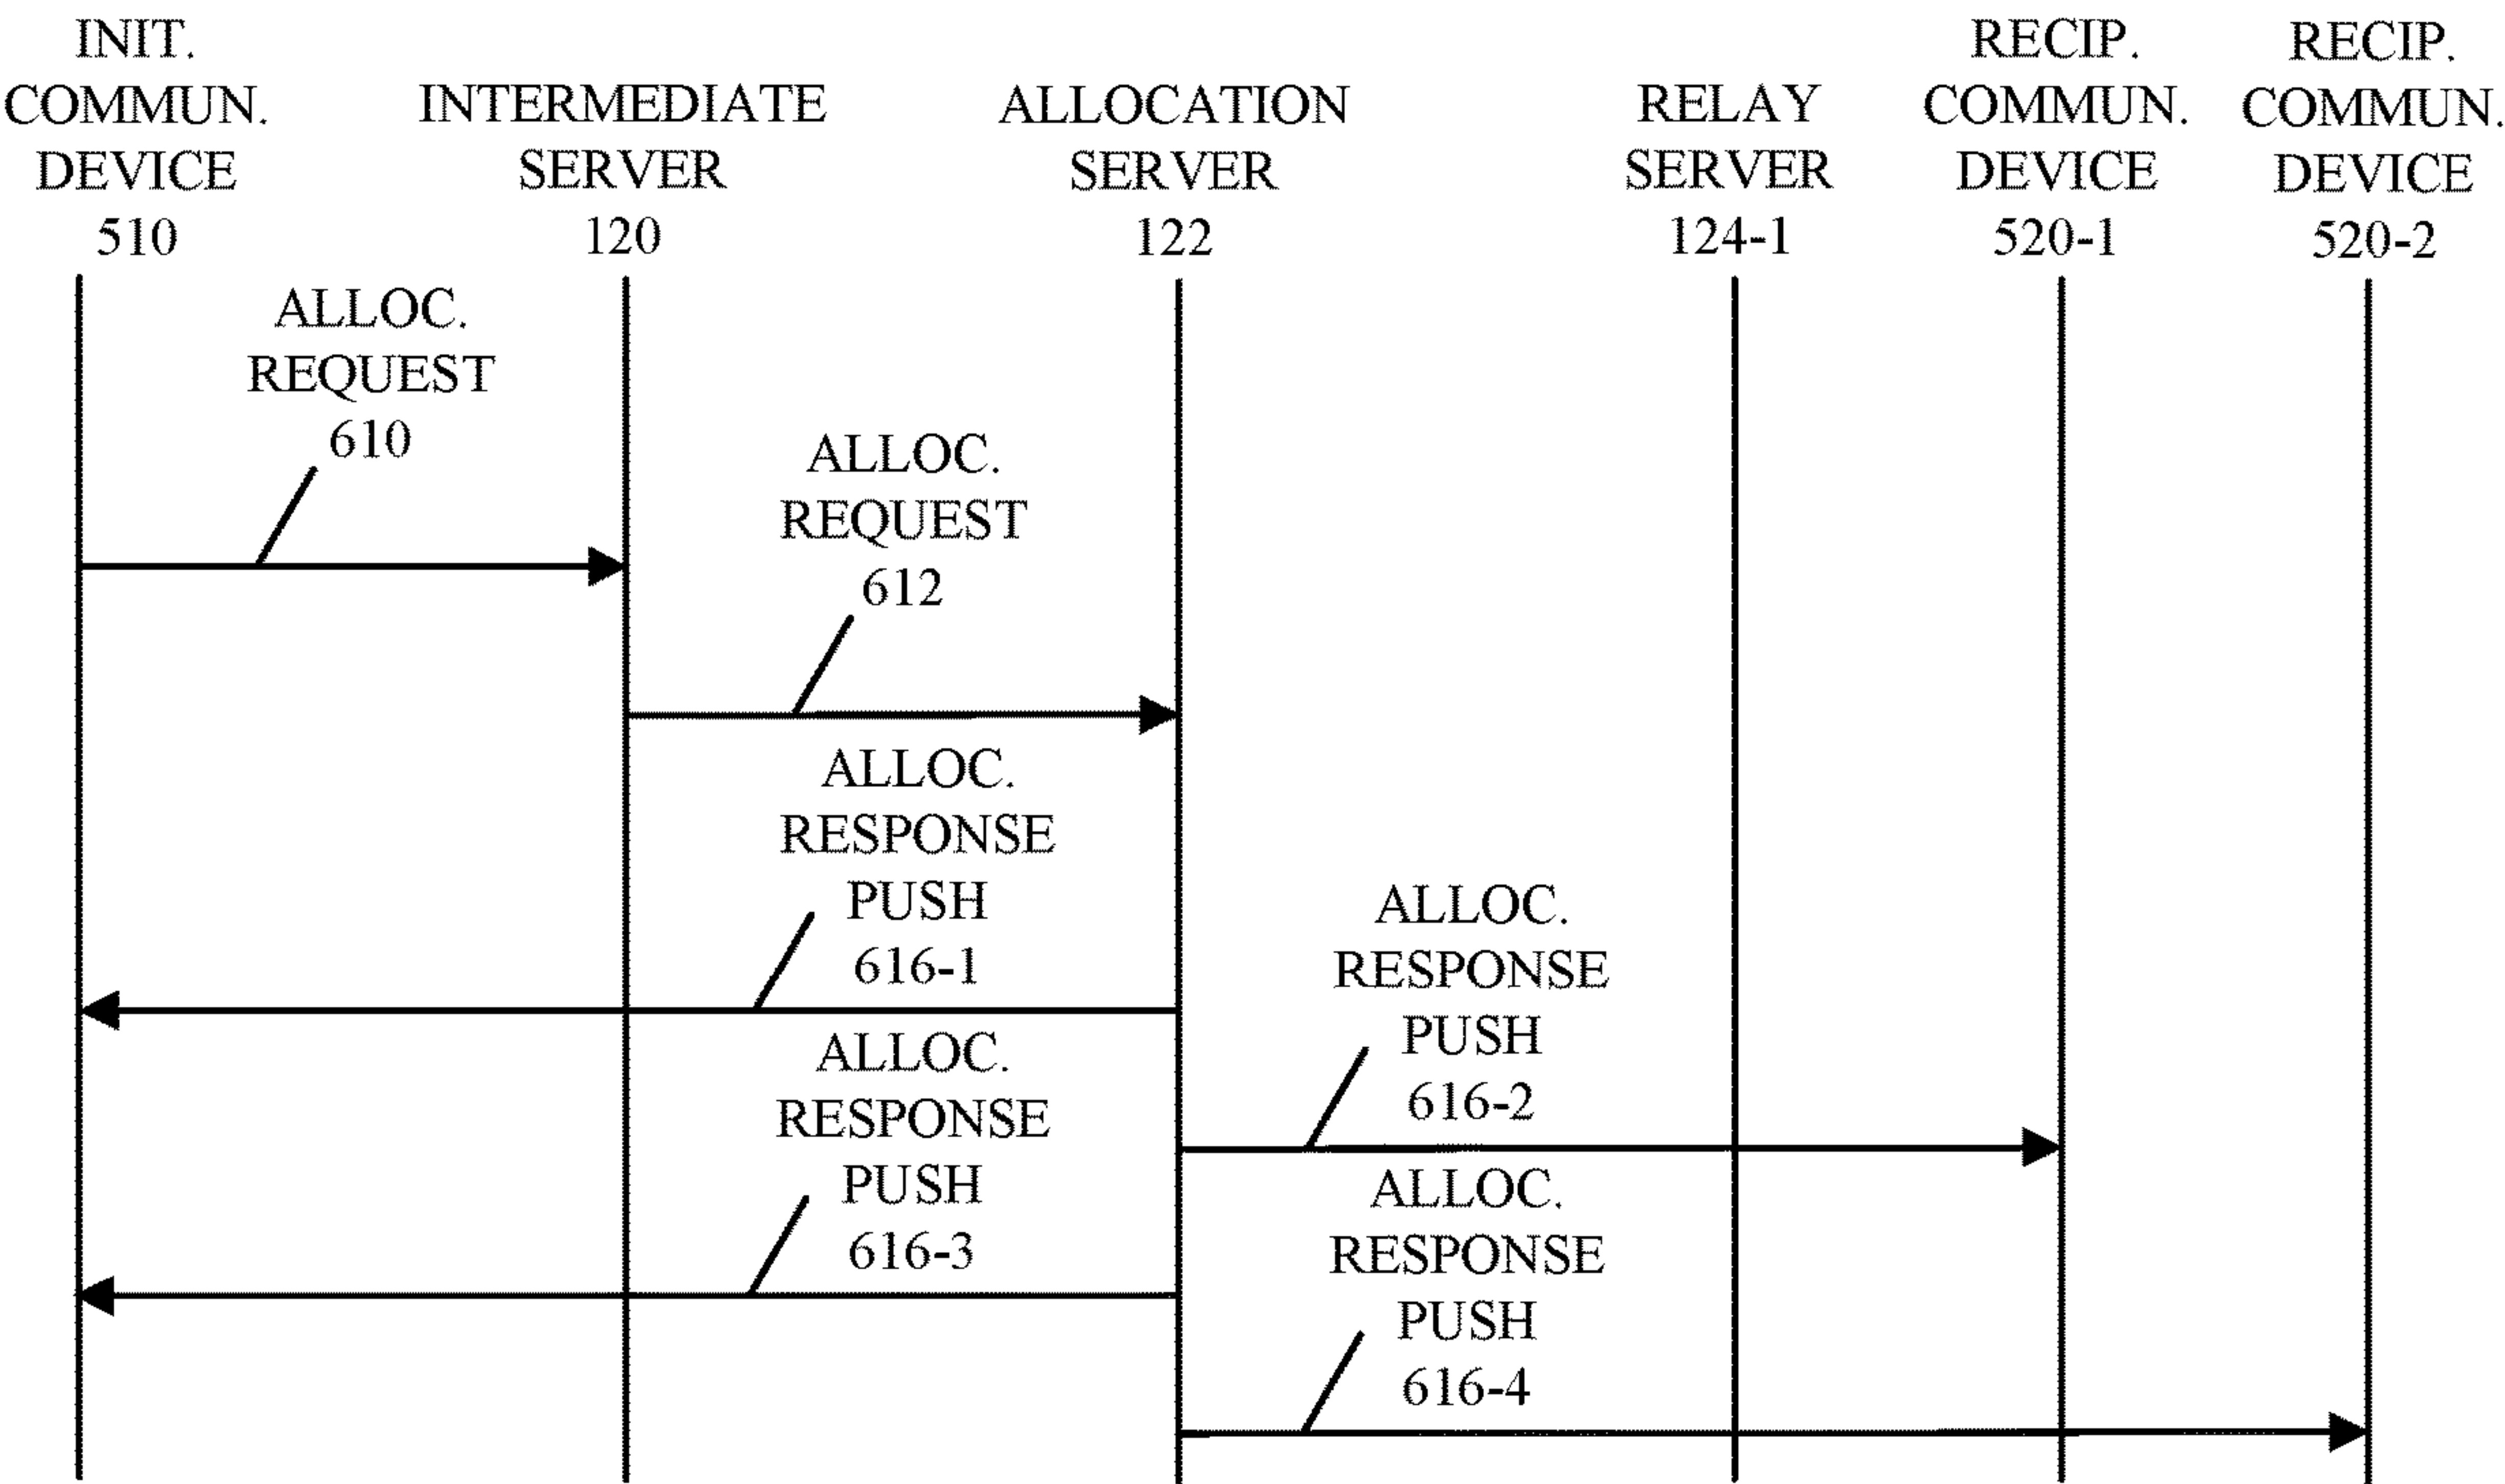 INIT.
COMMUN.
DEVICE
510
INTERMEDIATE
SERVER
120
ALLOCATION
SERVER
122
RELAY
SERVER
124-1
RECIP.
COMMUN.
DEVICE
520-1
RECIP.
COMMUN.
DEVICE
520-2
ALLOC.
REQUEST
610
ALLOC.
REQUEST
612
ALLOC.
RESPONSE
PUSH
616-1
ALLOC.
RESPONSE
PUSH
616-2
ALLOC.
RESPONSE
PUSH
616-3
ALLOC.
RESPONSE
PUSH
616-4